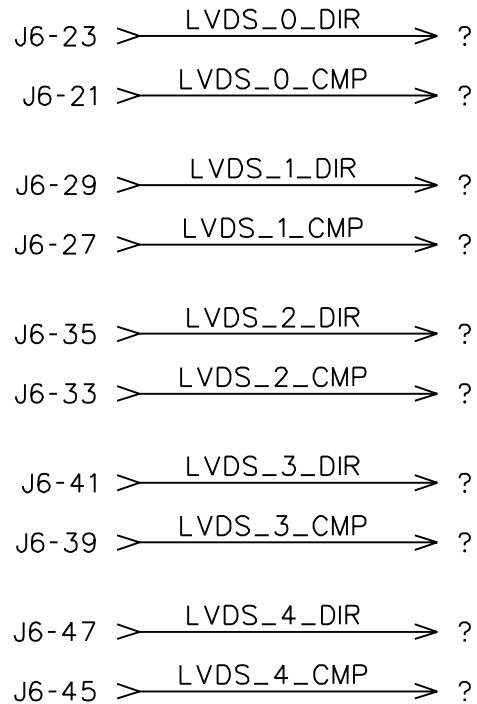 J6-23 LVDS_0_DIR ?
J6-21 LVDS_0_CMP ?
J6-29 LVDS_1_DIR ?
J6-27 LVDS_1_CMP ?
J6-35 LVDS_2_DIR ?
J6-33 LVDS_2_CMP ?
J6-41 LVDS_3_DIR ?
J6-39 LVDS_3_CMP ?
J6-47 LVDS_4_DIR ?
J6-45 LVDS_4_CMP ?